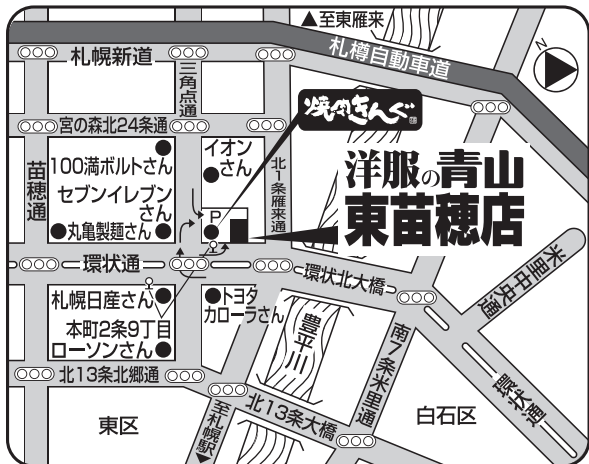 ▲至東雁来
札幌新道
札樽自動車道
N
三角点通
焼肉きんぐ
宮の森北24条通
苗穂通
100満ボルトさん
イオン
さん
北1条雁来通
洋服の青山
東苗穂店
セブンイレブン
さん
P
丸亀製麺さん
環状通
環状北大橋
米里中央通
札幌日産さん
トヨタ
カローラさん
本町2条9丁目
ローソンさん
豊平川
南7条米里通
環状通
北13条北郷通
北13条大橋
白石区
東区
至札幌駅▼